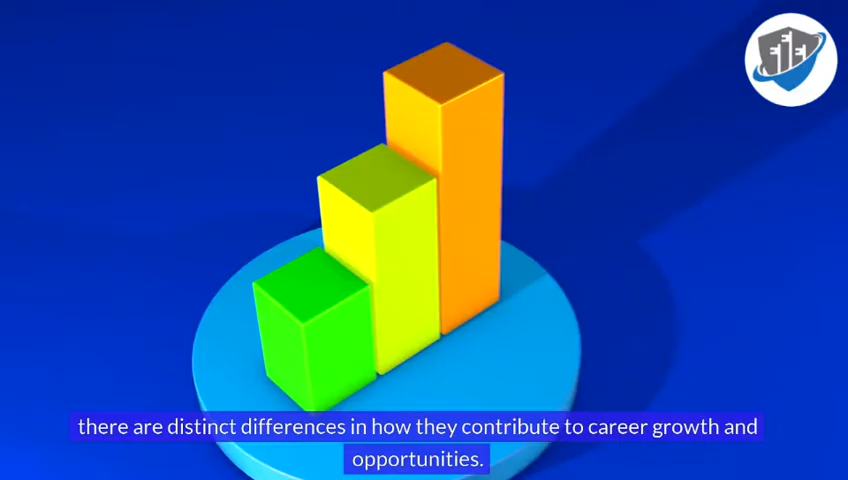 there are distinct differences in how they contribute to career growth and
opportunities.